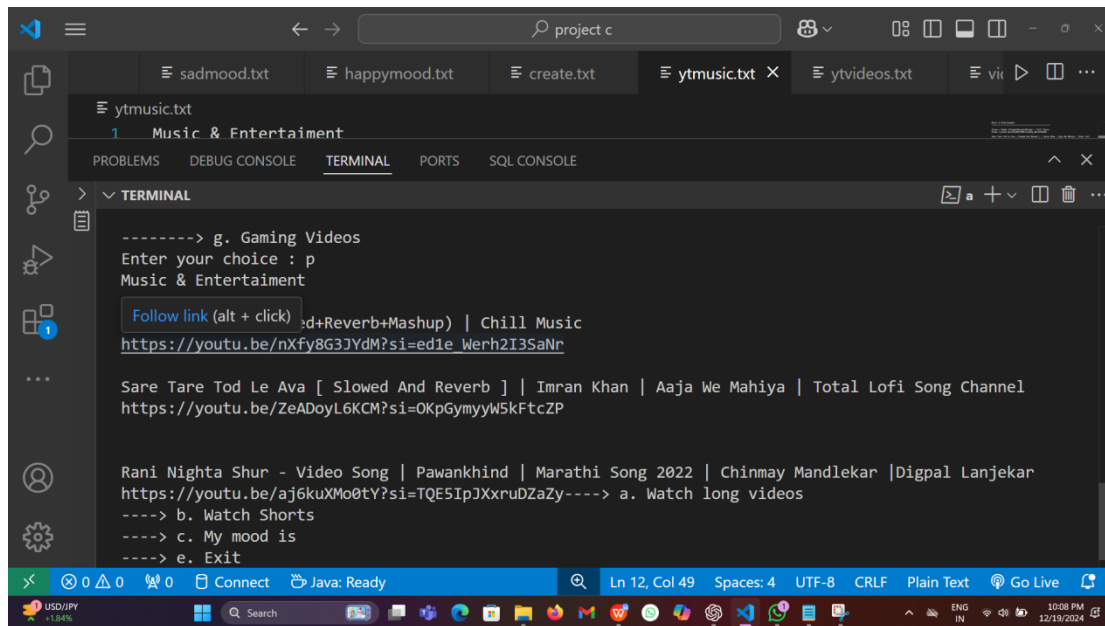 project c
sadmood.txt
happymood.txt
create.txt
ytmusic.txt
ytvideos.txt
ytmusic.txt
1 Music & Entertaiment
PROBLEMS DEBUG CONSOLE TERMINAL PORTS SQL CONSOLE
TERMINAL
a
--------> g. Gaming Videos
Enter your choice : p
Music & Entertaiment
Follow link (alt + click)
ed+Reverb+Mashup) | Chill Music
https://youtu.be/nXfy8G3JYdM?si=ed1e_Werh2I3SaNr
Sare Tare Tod Le Ava [ Slowed And Reverb ] | Imran Khan | Aaja We Mahiya | Total Lofi Song Channel
https://youtu.be/ZeADoyL6KCM?si=OKpGymyyW5kFtcZP
Rani Nighta Shur - Video Song | Pawankhind | Marathi Song 2022 | Chinmay Mandlekar |Digpal Lanjekar
https://youtu.be/aj6kuXMo0tY?si=TQE5IpJXxruDZaZy----> a. Watch long videos
----> b. Watch Shorts
----> c. My mood is
----> e. Exit
1
0 0 0 Connect Java: Ready Ln 12, Col 49 Spaces: 4 UTF-8 CRLF Plain Text Go Live
USD/JPY
+1.84%
Search
ENG
IN
10:08 PM
12/19/2024